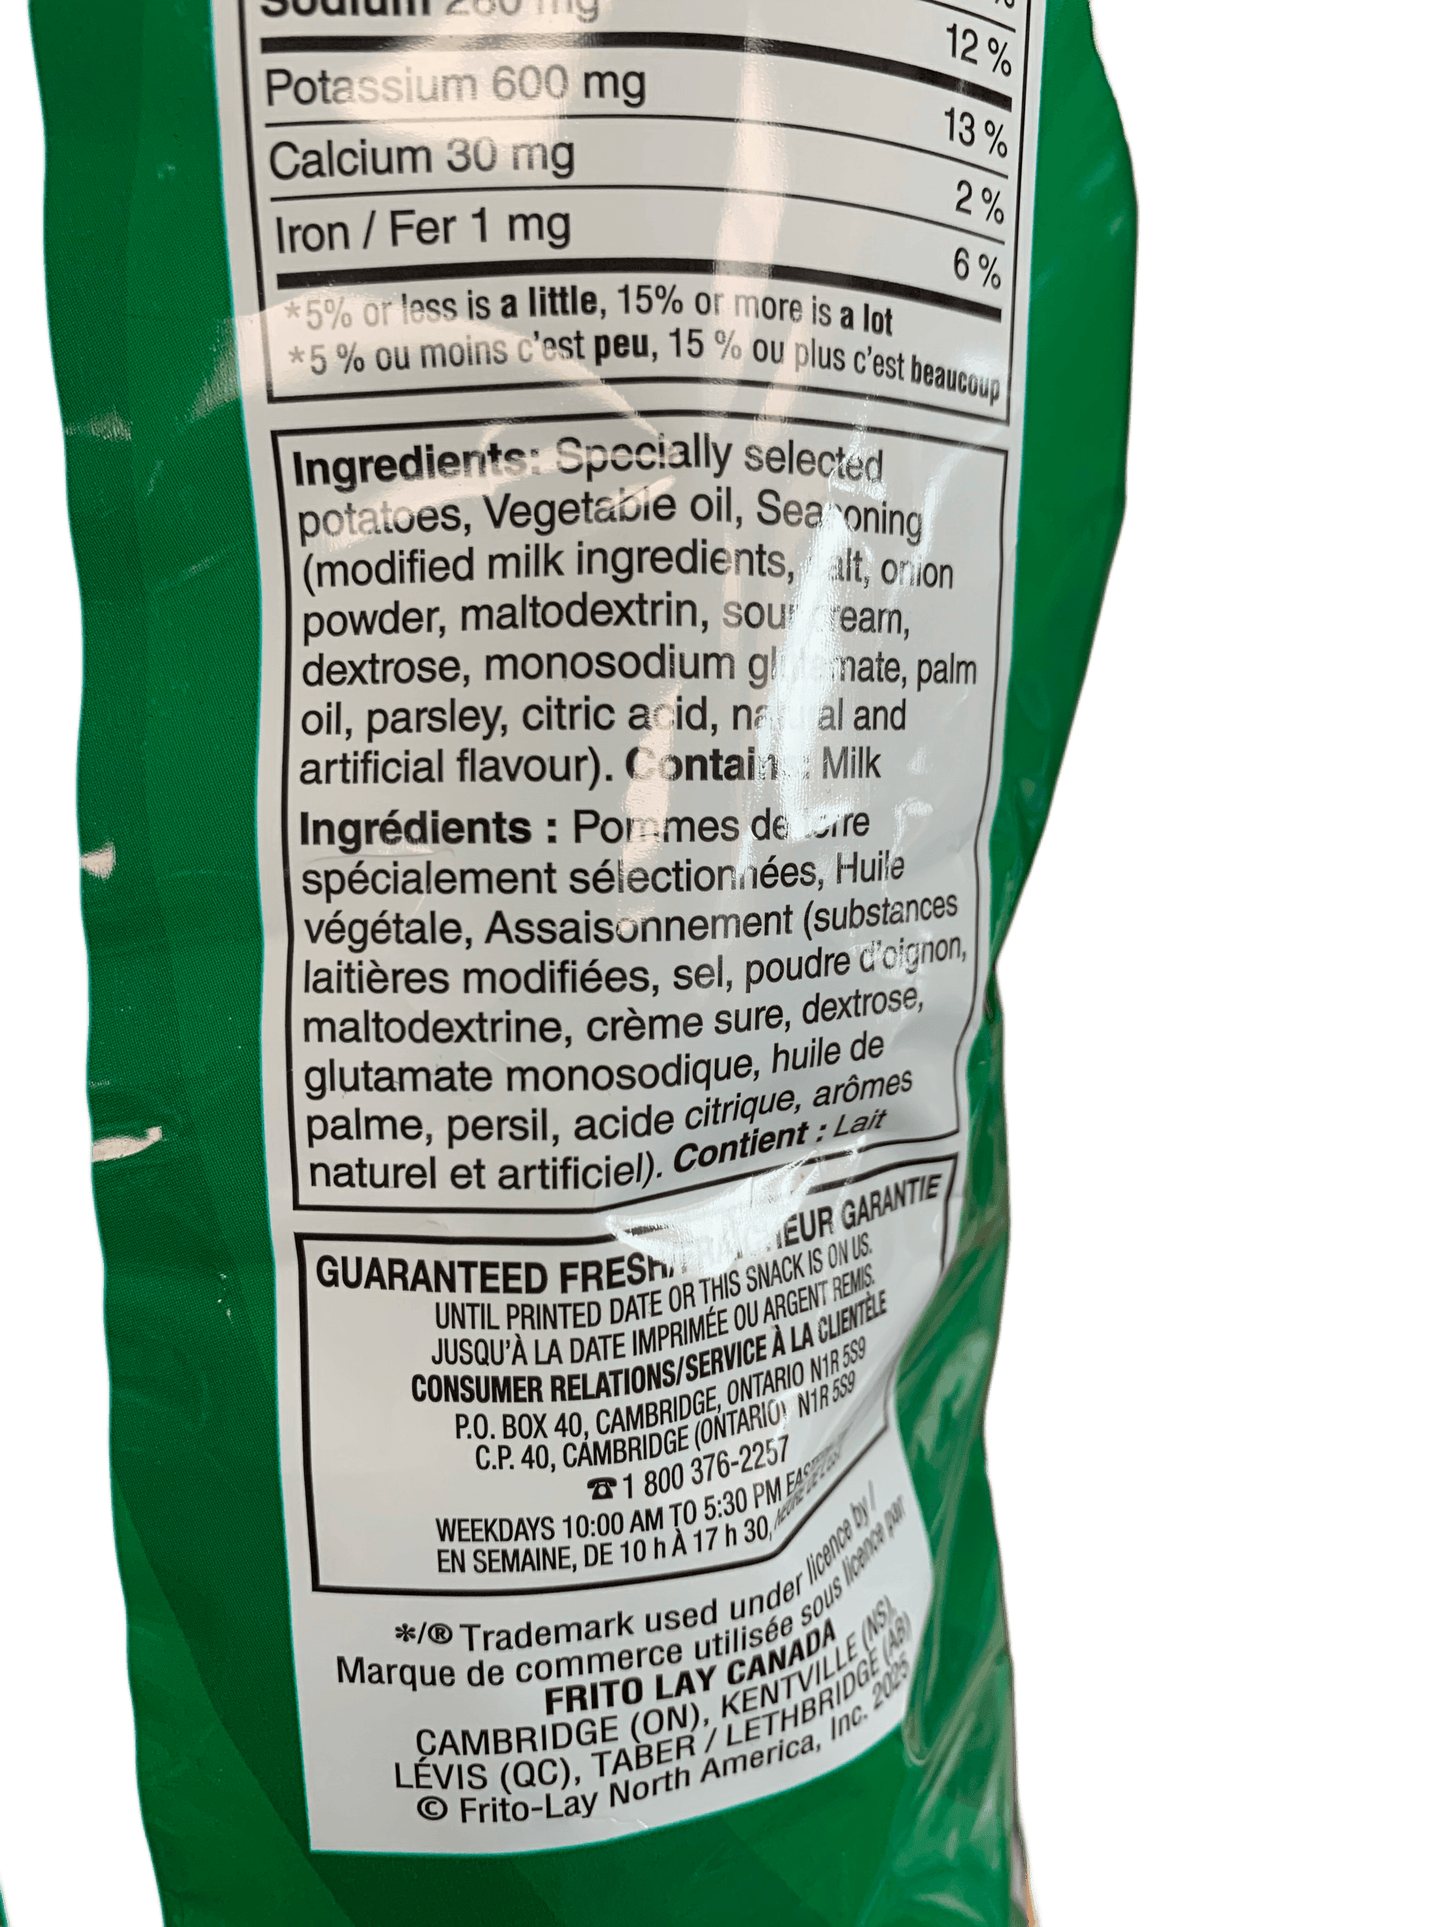 Sodium 280 mg
12 %
Potassium 600 mg
13 %
Calcium 30 mg
2 %
Iron / Fer 1 mg
6 %
*5% or less is a little, 15% or more is a lot
*5 % ou moins c'est peu, 15 % ou plus c'est beaucoup
Ingredients: Specially selected
potatoes, Vegetable oil, Seasoning
(modified milk ingredients, salt, onion
powder, maltodextrin, sour cream,
dextrose, monosodium glutamate, palm
oil, parsley, citric acid, natural and
artificial flavour). Contains: Milk
Ingrédients : Pommes de terre
spécialement sélectionnées, Huile
végétale, Assaisonnement (substances
laitières modifiées, sel, poudre d'oignon,
maltodextrine, crème sure, dextrose,
glutamate monosodique, huile de
palme, persil, acide citrique, arômes
naturel et artificiel). Contient : Lait
GUARANTEED FRESH/FRAÎCHEUR GARANTIE
UNTIL PRINTED DATE OR THIS SNACK IS ON US.
JUSQU'À LA DATE IMPRIMÉE OU ARGENT REMIS.
CONSUMER RELATIONS/SERVICE À LA CLIENTÈLE
P.O. BOX 40, CAMBRIDGE, ONTARIO N1R 5S9
C.P. 40, CAMBRIDGE (ONTARIO) N1R 5S9
☎ 1 800 376-2257
WEEKDAYS 10:00 AM TO 5:30 PM
EN SEMAINE, DE 10 h À 17 h 30,
*/® Trademark used under licence by /
Marque de commerce utilisée sous licence par
FRITO LAY CANADA
CAMBRIDGE (ON), KENTVILLE (NS),
LÉVIS (QC), TABER / LETHBRIDGE (AB)
© Frito-Lay North America, Inc. 2025